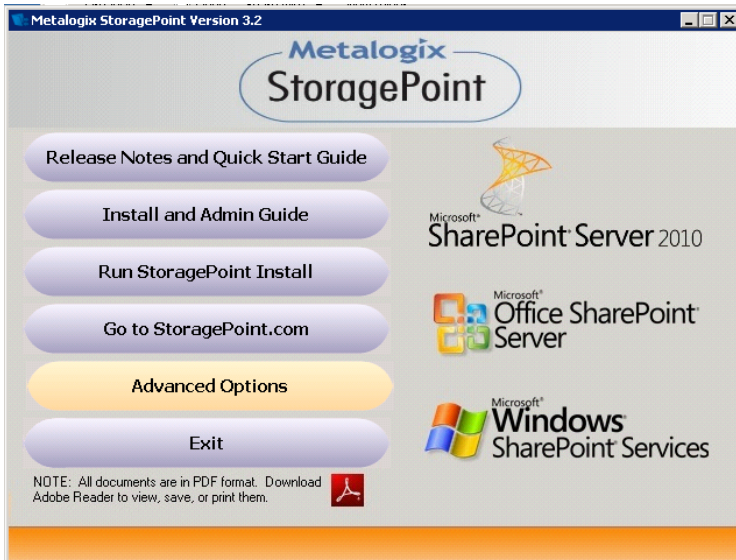 Metalogix StoragePoint Version 3.2
Metalogix
StoragePoint
Release Notes and Quick Start Guide
Install and Admin Guide
Run StoragePoint Install
Go to StoragePoint.com
Advanced Options
Exit
NOTE: All documents are in PDF format. Download
Adobe Reader to view, save, or print them.
Microsoft®
SharePoint® Server 2010
Microsoft®
Office SharePoint®
Server
Microsoft®
Windows®
SharePoint® Services